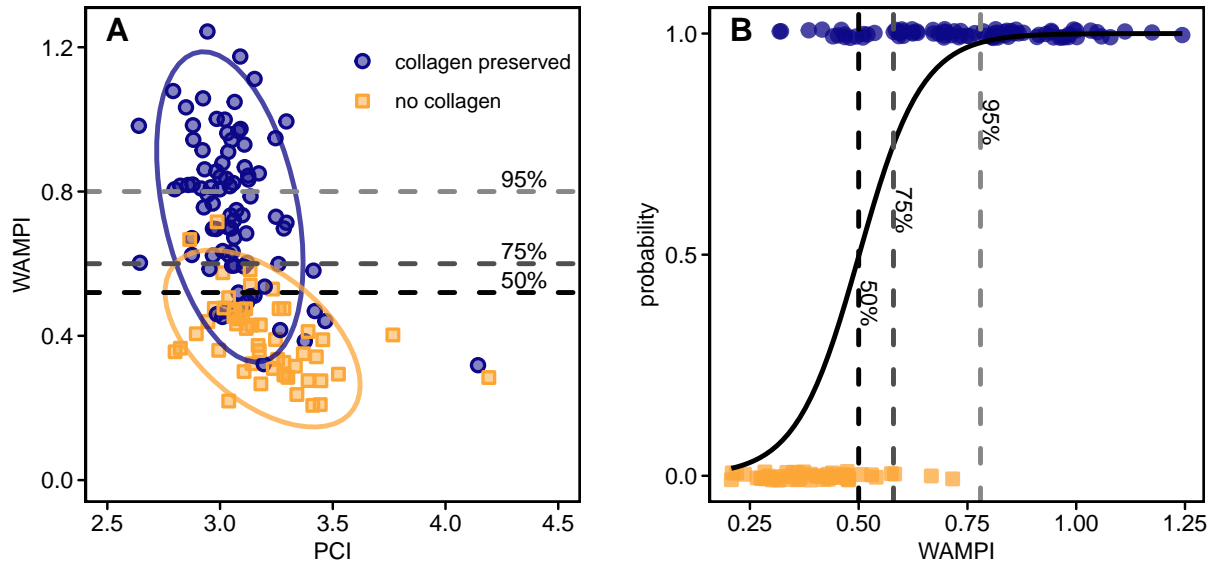 A
collagen preserved
no collagen
95%
75%
50%
1.2
0.8
0.4
0.0
WAMPI
2.5
3.0
3.5
4.0
4.5
PCI
B
1.0
0.5
0.0
probability
95%
75%
50%
0.25
0.50
0.75
1.00
1.25
WAMPI